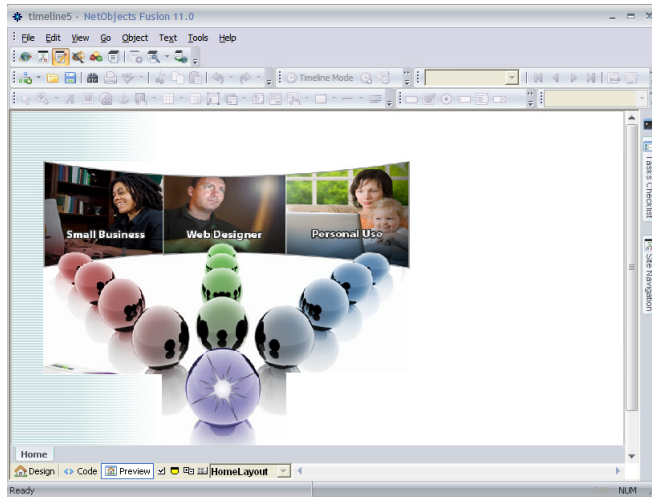 timeline5 - NetObjects Fusion 11.0
File Edit View Go Object Text Tools Help
Timeline Mode
Small Business Web Designer Personal Use
Tasks Checklist
Site Navigation
Home
Design Code Preview HomeLayout
Ready NUM